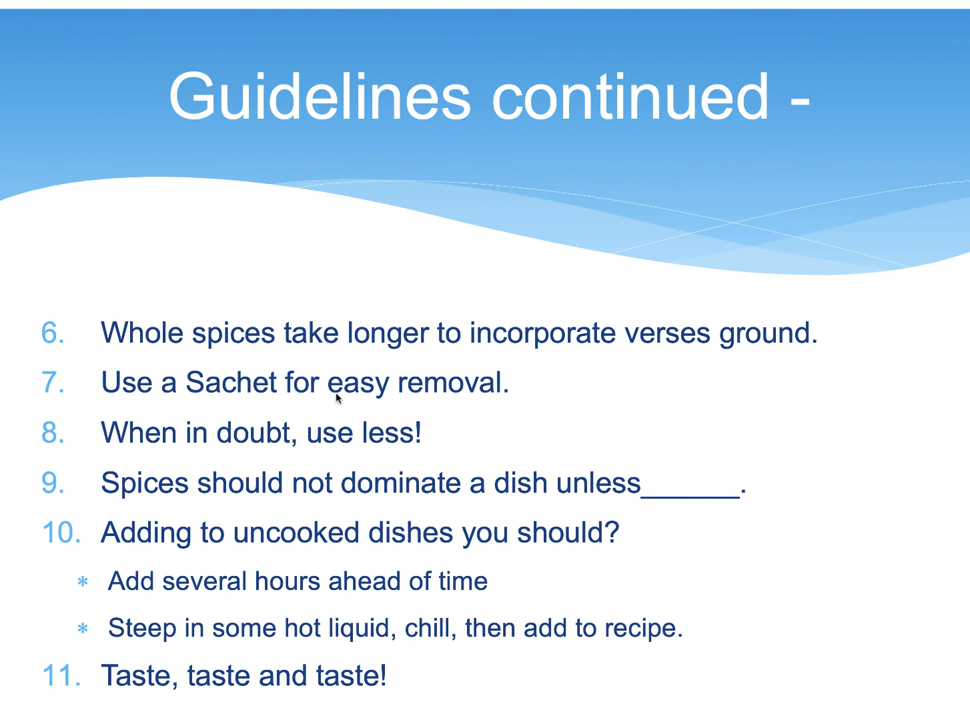 Guidelines continued -
6. Whole spices take longer to incorporate verses ground.
7. Use a Sachet for easy removal.
8. When in doubt, use less!
9. Spices should not dominate a dish unless______.
10. Adding to uncooked dishes you should?
* Add several hours ahead of time
* Steep in some hot liquid, chill, then add to recipe.
11. Taste, taste and taste!